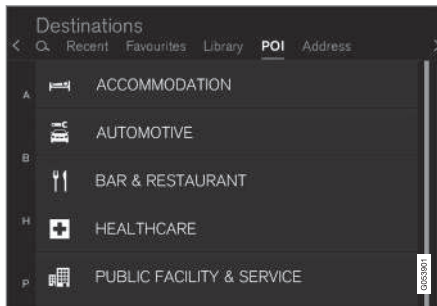 Destinations
Recent Favourites Library POI Address
A
ACCOMMODATION
AUTOMOTIVE
B
BAR & RESTAURANT
H
HEALTHCARE
P
PUBLIC FACILITY & SERVICE
G053901